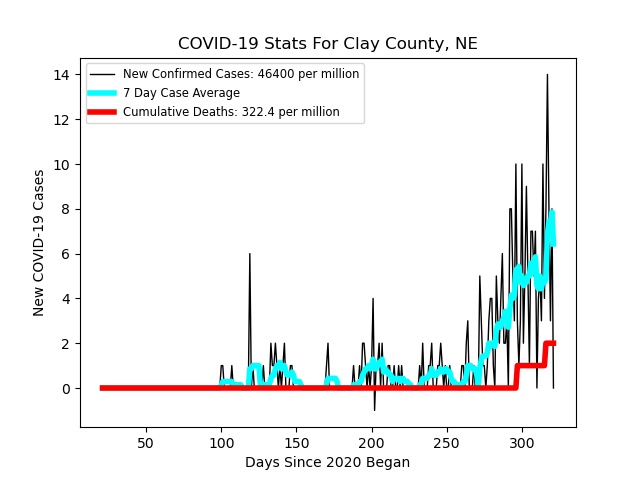 COVID-19 Stats For Clay County, NE
New Confirmed Cases: 46400 per million
7 Day Case Average
Cumulative Deaths: 322.4 per million
New COVID-19 Cases
14
12
10
8
6
4
2
0
50 100 150 200 250 300
Days Since 2020 Began